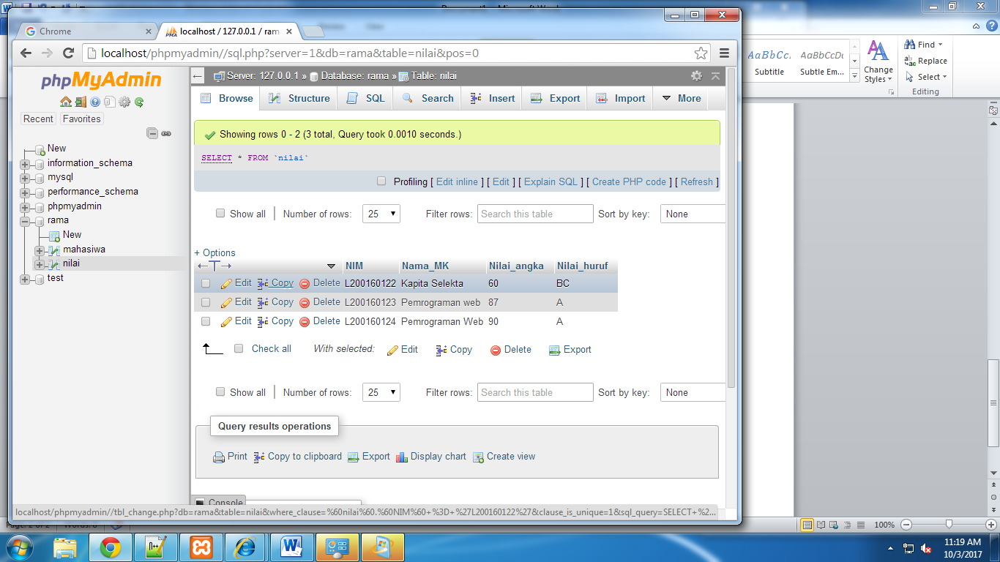 Chrome
localhost / 127.0.0.1 / ram
localhost/phpmyadmin//sql.php?server=1&db=rama&table=nilai&pos=0
AaBbCc.
AaBbCcDc
Subtitle
Subtle Em...
Change
Styles
Find
Replace
Select
Editing
phpMyAdmin
Recent
Favorites
New
information_schema
mysql
performance_schema
phpmyadmin
rama
New
mahasiwa
nilai
test
Server: 127.0.0.1 » Database: rama » Table: nilai
Browse
Structure
SQL
Search
Insert
Export
Import
More
Showing rows 0 - 2 (3 total, Query took 0.0010 seconds.)
SELECT * FROM `nilai`
Profiling [ Edit inline ] [ Edit ] [ Explain SQL ] [ Create PHP code ] [ Refresh ]
Show all | Number of rows: 25 Filter rows: Search this table Sort by key: None
+ Options
NIM Nama_MK Nilai_angka Nilai_huruf
Edit Copy Delete L200160122 Kapita Selekta 60 BC
Edit Copy Delete L200160123 Pemrograman web 87 A
Edit Copy Delete L200160124 Pemrograman Web 90 A
Check all With selected: Edit Copy Delete Export
Show all | Number of rows: 25 Filter rows: Search this table Sort by key: None
Query results operations
Print Copy to clipboard Export Display chart Create view
Console
localhost/phpmyadmin//tbl_change.php?db=rama&table=nilai&where_clause=%60nilai%60.%60NIM%60+%3D+%27L200160122%27&clause_is_unique=1&sql_query=SELECT+%2...
100%
11:19 AM
10/3/2017